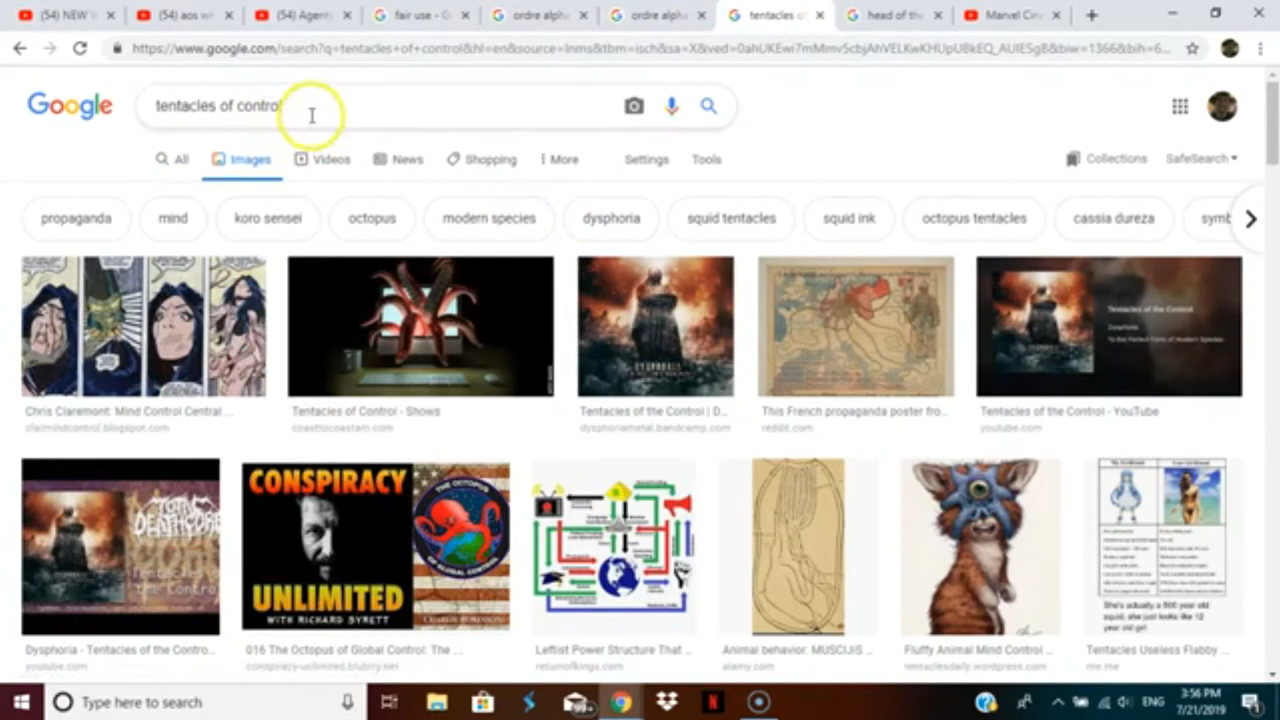 (54) NEW
(54) aos w
(54) Agent
fair use - G
ordre alpha
ordre alpha
tentacles o
head of the
Marvel Cin
https://www.google.com/search?q=tentacles+of+control&hl=en&source=lnms&tbm=isch&sa=X&ved=
Google
tentacles of control
All
Images
Videos
News
Shopping
More
Settings
Tools
Collections
SafeSearch
propaganda
mind
koro sensei
octopus
modern species
dysphoria
squid tentacles
squid ink
octopus tentacles
cassia dureza
symb
DYSPHORIA
Tentacles of the Control
Dysphoria
Chris Claremont: Mind Control Central ...
Tentacles of Control - Shows
Tentacles of the Control | D...
This French propaganda poster fro...
Tentacles of the Control - YouTube
clarmindcontrol.blogspot.com
coasttocoastam.com
dysphoriametal.bandcamp.com
reddit.com
youtube.com
CONSPIRACY
UNLIMITED
WITH RICHARD SYRETT
THE OCTOPUS
She's actually a 500 year old
squid, she just looks like 12
year old girl
Dysphoria - Tentacles of the Contro...
016 The Octopus of Global Control: The ...
Leftist Power Structure That ...
Animal behavior. MUSCIJIS ...
Fluffy Animal Mind Control ...
Tentacles Useless Flabby ...
youtube.com
conspiracy-unlimited.blubrry.net
returnofkings.com
alamy.com
tentaclesdaily.wordpress.com
me.me
Type here to search
99+
ENG
3:56 PM
7/21/2019